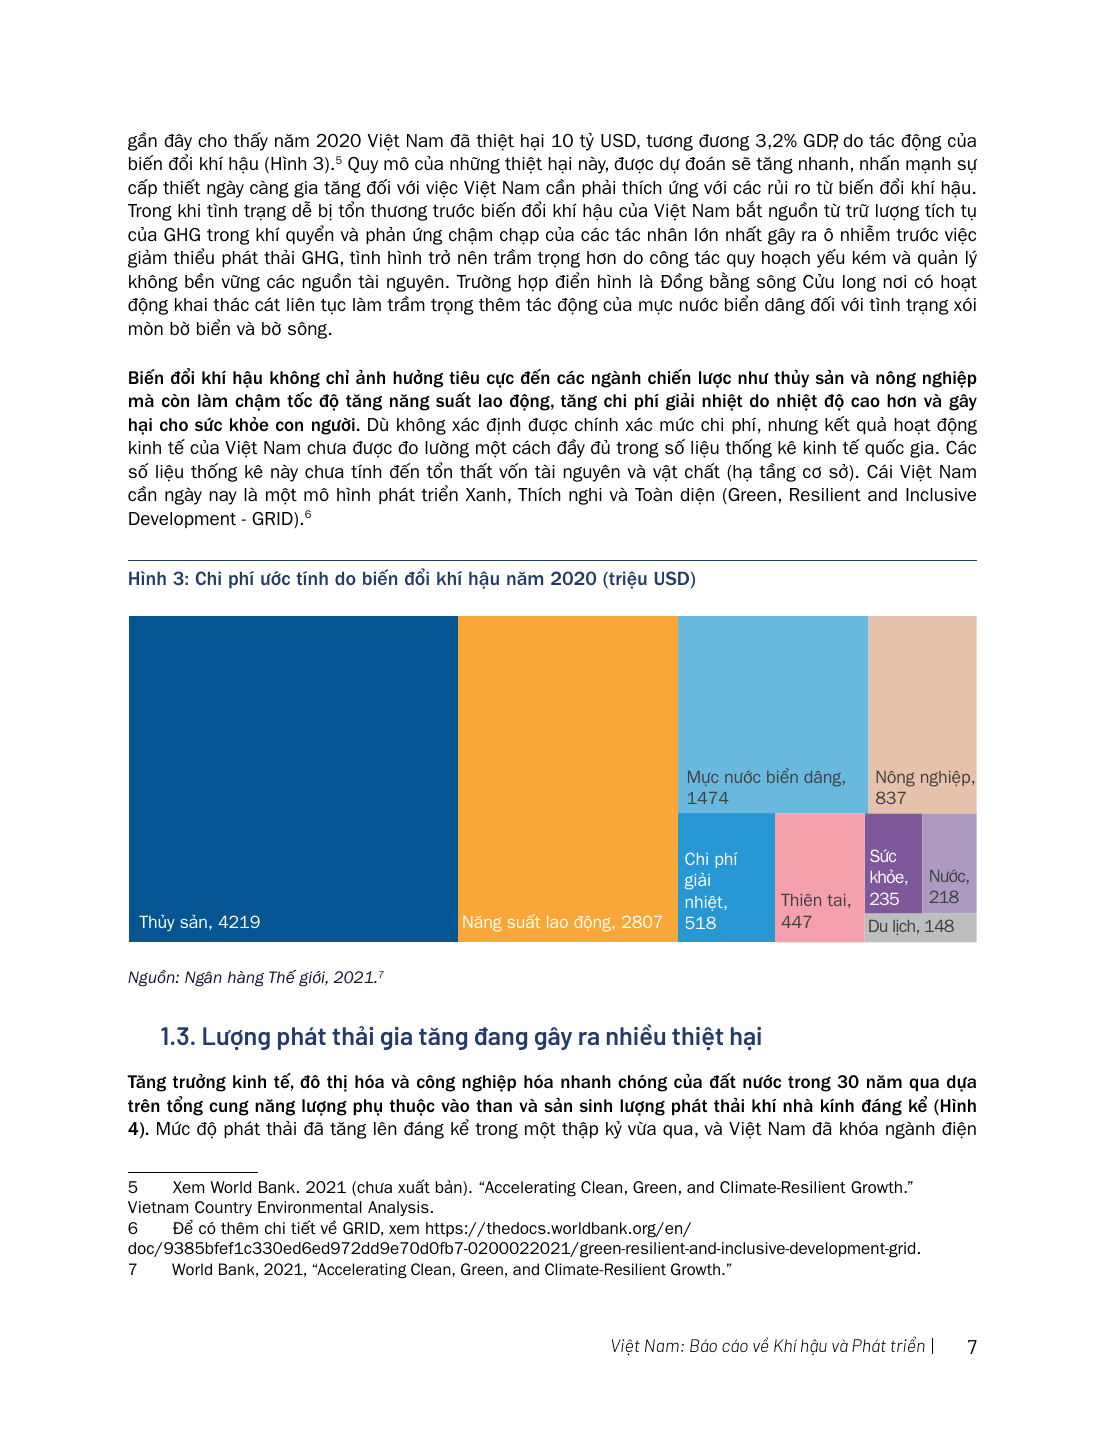 gần đây cho thấy năm 2020 Việt Nam đã thiệt hại 10 tỷ USD, tương đương 3,2% GDP, do tác động của
biến đổi khí hậu (Hình 3).⁵ Quy mô của những thiệt hại này, được dự đoán sẽ tăng nhanh, nhấn mạnh sự
cấp thiết ngày càng gia tăng đối với việc Việt Nam cần phải thích ứng với các rủi ro từ biến đổi khí hậu.
Trong khi tình trạng dễ bị tổn thương trước biến đổi khí hậu của Việt Nam bắt nguồn từ trữ lượng tích tụ
của GHG trong khí quyển và phản ứng chậm chạp của các tác nhân lớn nhất gây ra ô nhiễm trước việc
giảm thiểu phát thải GHG, tình hình trở nên trầm trọng hơn do công tác quy hoạch yếu kém và quản lý
không bền vững các nguồn tài nguyên. Trường hợp điển hình là Đồng bằng sông Cửu long nơi có hoạt
động khai thác cát liên tục làm trầm trọng thêm tác động của mực nước biển dâng đối với tình trạng xói
mòn bờ biển và bờ sông.
Biến đổi khí hậu không chỉ ảnh hưởng tiêu cực đến các ngành chiến lược như thủy sản và nông nghiệp
mà còn làm chậm tốc độ tăng năng suất lao động, tăng chi phí giải nhiệt do nhiệt độ cao hơn và gây
hại cho sức khỏe con người. Dù không xác định được chính xác mức chi phí, nhưng kết quả hoạt động
kinh tế của Việt Nam chưa được đo lường một cách đầy đủ trong số liệu thống kê kinh tế quốc gia. Các
số liệu thống kê này chưa tính đến tổn thất vốn tài nguyên và vật chất (hạ tầng cơ sở). Cái Việt Nam
cần ngày nay là một mô hình phát triển Xanh, Thích nghi và Toàn diện (Green, Resilient and Inclusive
Development - GRID).⁶
Hình 3: Chi phí ước tính do biến đổi khí hậu năm 2020 (triệu USD)
Thủy sản, 4219
Năng suất lao động, 2807
Mực nước biển dâng,
1474
Nông nghiệp,
837
Chi phí
giải
nhiệt,
518
Thiên tai,
447
Sức
khỏe,
235
Nước,
218
Du lịch, 148
Nguồn: Ngân hàng Thế giới, 2021.⁷
1.3. Lượng phát thải gia tăng đang gây ra nhiều thiệt hại
Tăng trưởng kinh tế, đô thị hóa và công nghiệp hóa nhanh chóng của đất nước trong 30 năm qua dựa
trên tổng cung năng lượng phụ thuộc vào than và sản sinh lượng phát thải khí nhà kính đáng kể (Hình
4). Mức độ phát thải đã tăng lên đáng kể trong một thập kỷ vừa qua, và Việt Nam đã khóa ngành điện
5 Xem World Bank. 2021 (chưa xuất bản). “Accelerating Clean, Green, and Climate-Resilient Growth.”
Vietnam Country Environmental Analysis.
6 Để có thêm chi tiết về GRID, xem https://thedocs.worldbank.org/en/
doc/9385bfef1c330ed6ed972dd9e70d0fb7-0200022021/green-resilient-and-inclusive-development-grid.
7 World Bank, 2021, “Accelerating Clean, Green, and Climate-Resilient Growth.”
Việt Nam: Báo cáo về Khí hậu và Phát triển | 7